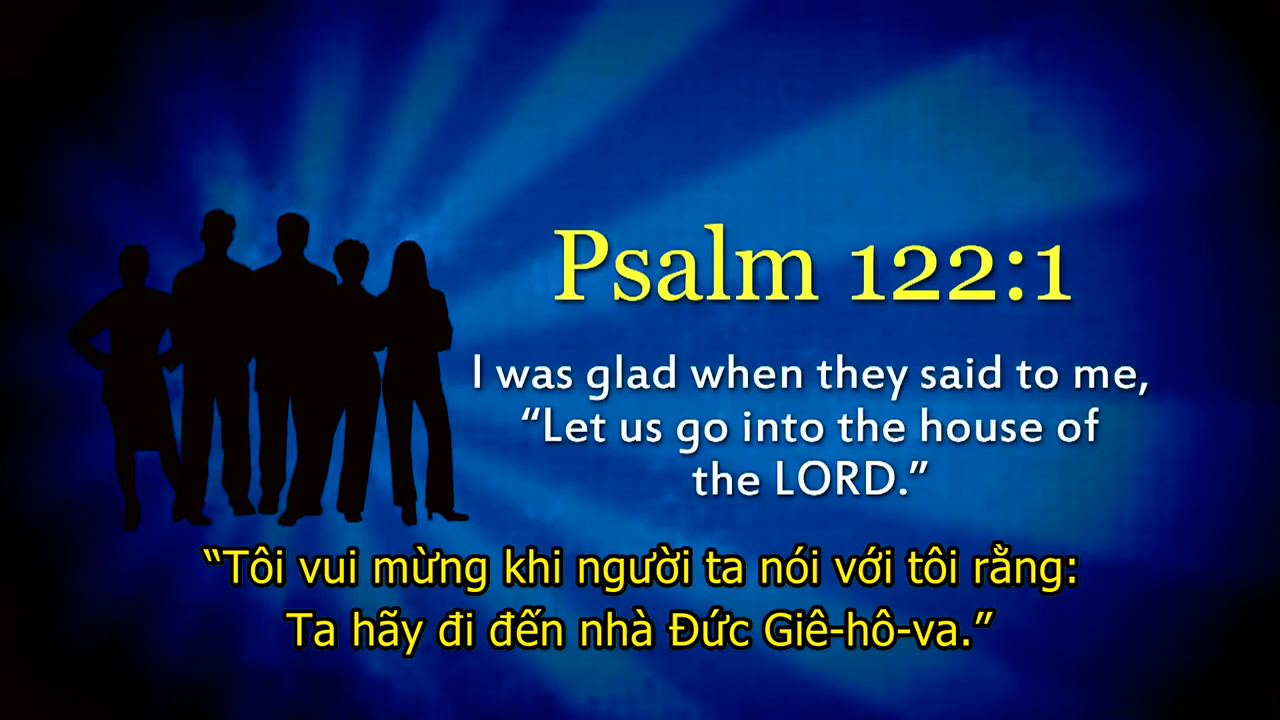 Psalm 122:1
I was glad when they said to me,
“Let us go into the house of
the LORD.”
“Tôi vui mừng khi người ta nói với tôi rằng:
Ta hãy đi đến nhà Đức Giê-hô-va.”